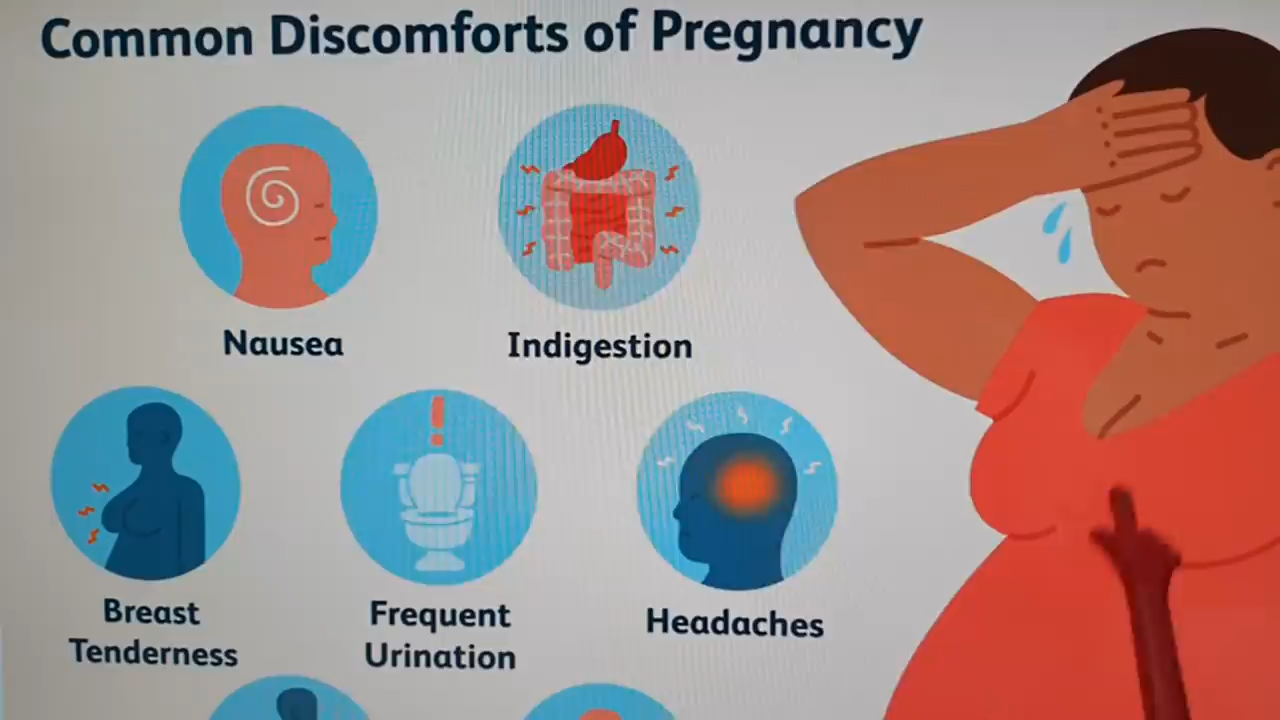 Common Discomforts of Pregnancy
Nausea
Indigestion
Breast
Tenderness
Frequent
Urination
Headaches